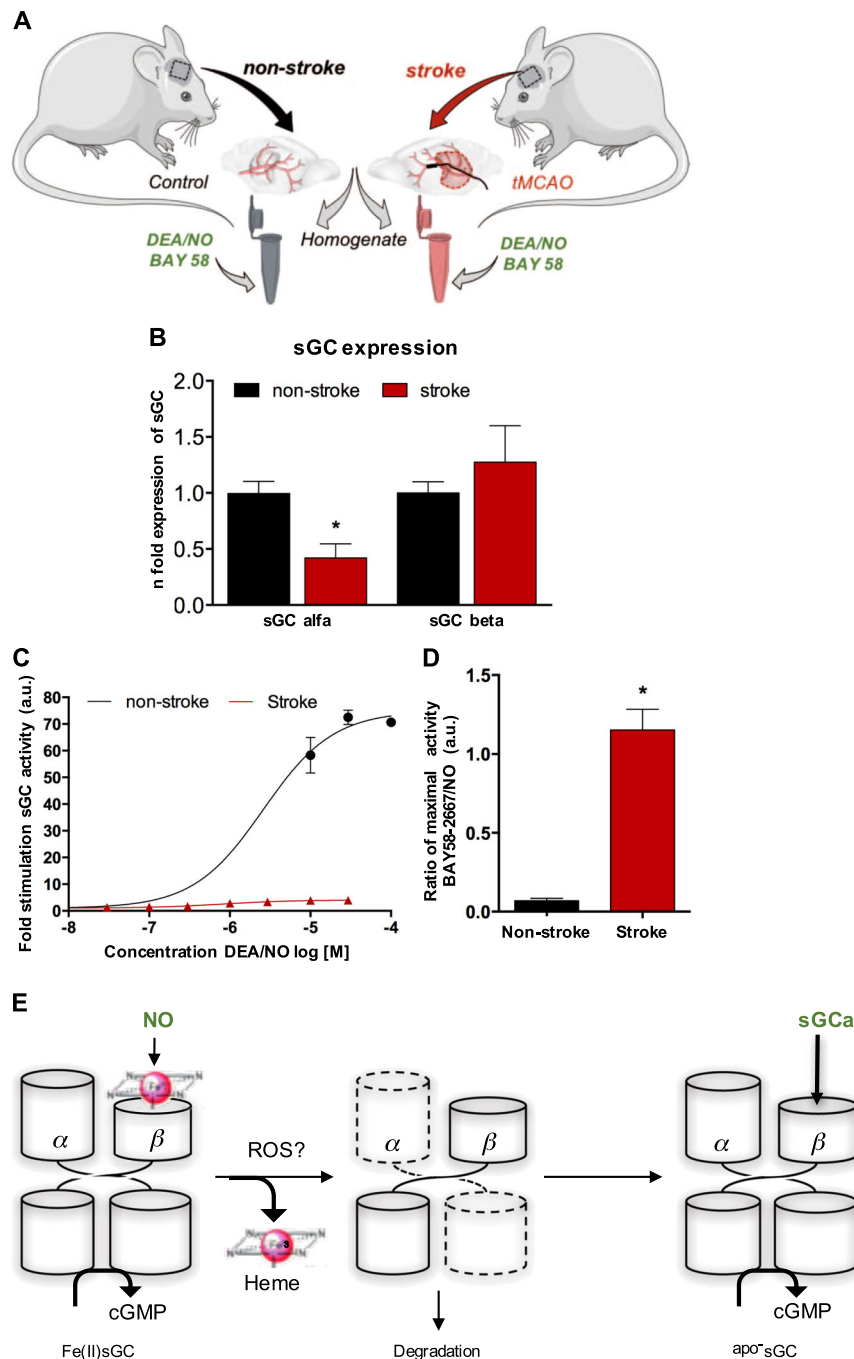 A
non-stroke
stroke
Control
tMCAO
Homogenate
DEA/NO
BAY 58
DEA/NO
BAY 58
B
sGC expression
n fold expression of sGC
non-stroke
stroke
2.0
1.5
1.0
0.5
0.0
*
sGC alfa
sGC beta
C
Fold stimulation sGC activity (a.u.)
non-stroke
Stroke
80
70
60
50
40
30
20
10
0
-8
-7
-6
-5
-4
Concentration DEA/NO log [M]
D
Ratio of maximal activity
BAY58-2667/NO (a.u.)
1.5
1.0
0.5
0.0
*
Non-stroke
Stroke
E
NO
N
N
Fe
N
N
α
β
cGMP
Fe(II)sGC
ROS?
N
N
Fe3
N
N
Heme
α
β
Degradation
sGCa
α
β
cGMP
apo-sGC